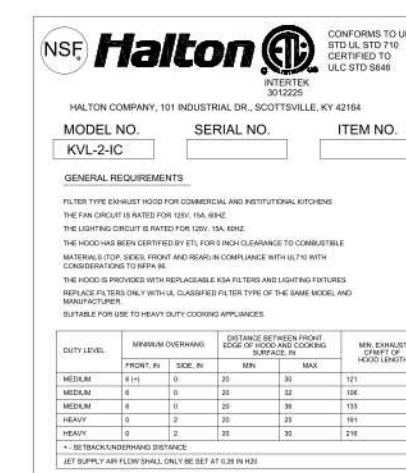 NSF Halton ETL
CONFORMS TO UL
STD UL STD 710
CERTIFIED TO
ULC STD S646
INTERTEK
3012225
HALTON COMPANY, 101 INDUSTRIAL DR., SCOTTSVILLE, KY 42164
MODEL NO. SERIAL NO. ITEM NO.
KVL-2-IC
GENERAL REQUIREMENTS
FILTER TYPE EXHAUST HOOD FOR COMMERCIAL AND INSTITUTIONAL KITCHENS
THE FAN CIRCUIT IS RATED FOR 125V, 15A, 60HZ
THE LIGHTING CIRCUIT IS RATED FOR 125V, 15A, 60HZ
THE HOOD HAS BEEN CERTIFIED BY ETL FOR 0 INCH CLEARANCE TO COMBUSTIBLE
MATERIALS (TOP, SIDES, FRONT AND REAR) IN COMPLIANCE WITH UL710 WITH
CONSIDERATIONS TO NFPA 96.
THE HOOD IS PROVIDED WITH REPLACEABLE KSA FILTERS AND LIGHTING FIXTURES
REPLACE FILTERS ONLY WITH UL CLASSIFIED FILTER TYPE OF THE SAME MODEL AND
MANUFACTURER.
SUITABLE FOR USE TO HEAVY DUTY COOKING APPLIANCES.
DUTY LEVEL MINIMUM OVERHANG DISTANCE BETWEEN FRONT EDGE OF HOOD AND COOKING SURFACE, IN MIN. EXHAUST CFM/FT OF HOOD LENGTH
FRONT, IN SIDE, IN MIN MAX
MEDIUM 6 (+) 0 20 30 121
MEDIUM 6 0 20 32 106
MEDIUM 6 0 20 36 133
HEAVY 0 2 20 25 191
HEAVY 0 2 20 30 216
+ - SETBACK/UNDERHANG DISTANCE
JET SUPPLY AIR FLOW SHALL ONLY BE SET AT 0.26 IN H20